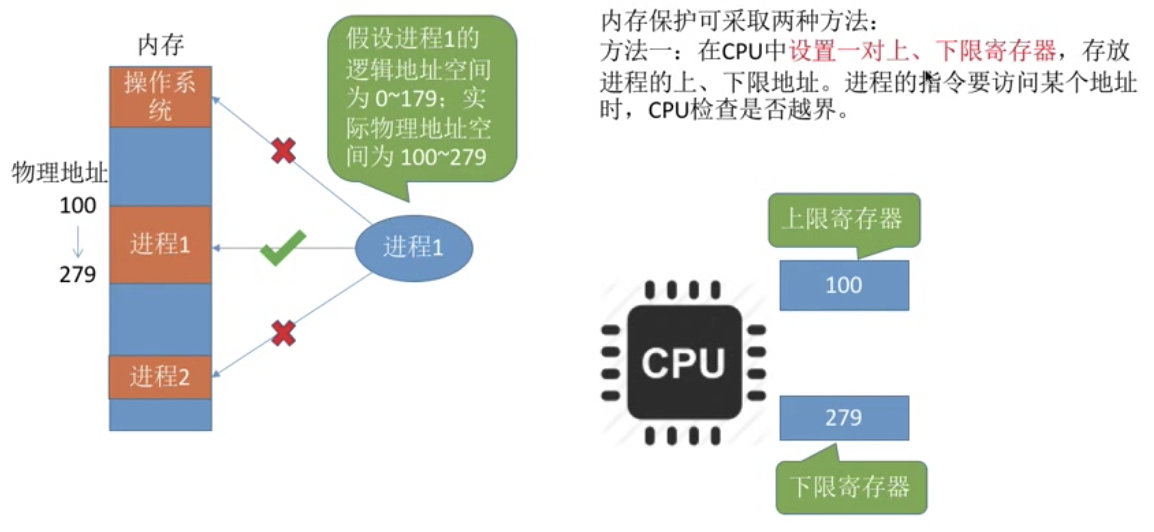 内存
操作系
统
物理地址
100
279
进程1
进程2
假设进程1的
逻辑地址空间
为 0~179；实
际物理地址空
间为 100~279
进程1
内存保护可采取两种方法：
方法一：在CPU中设置一对上、下限寄存器，存放
进程的上、下限地址。进程的指令要访问某个地址
时，CPU检查是否越界。
上限寄存器
100
CPU
279
下限寄存器